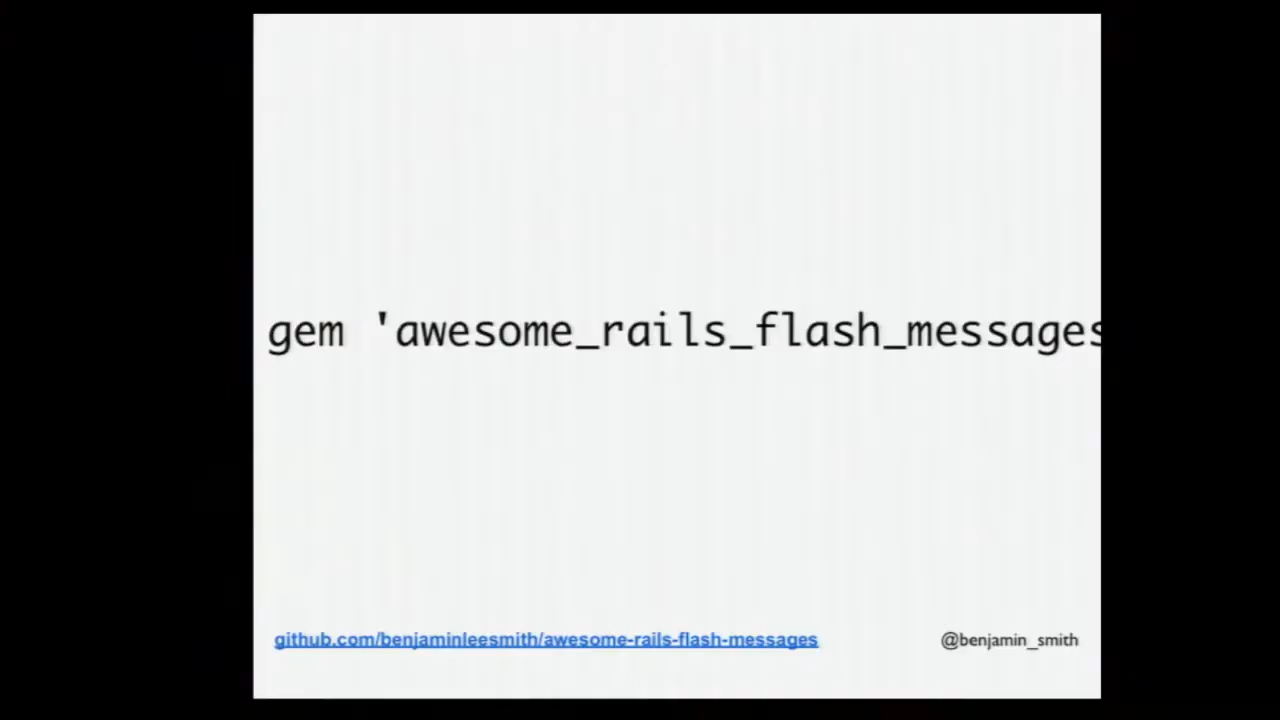 gem 'awesome_rails_flash_messages
github.com/benjaminleesmith/awesome-rails-flash-messages
@benjamin_smith